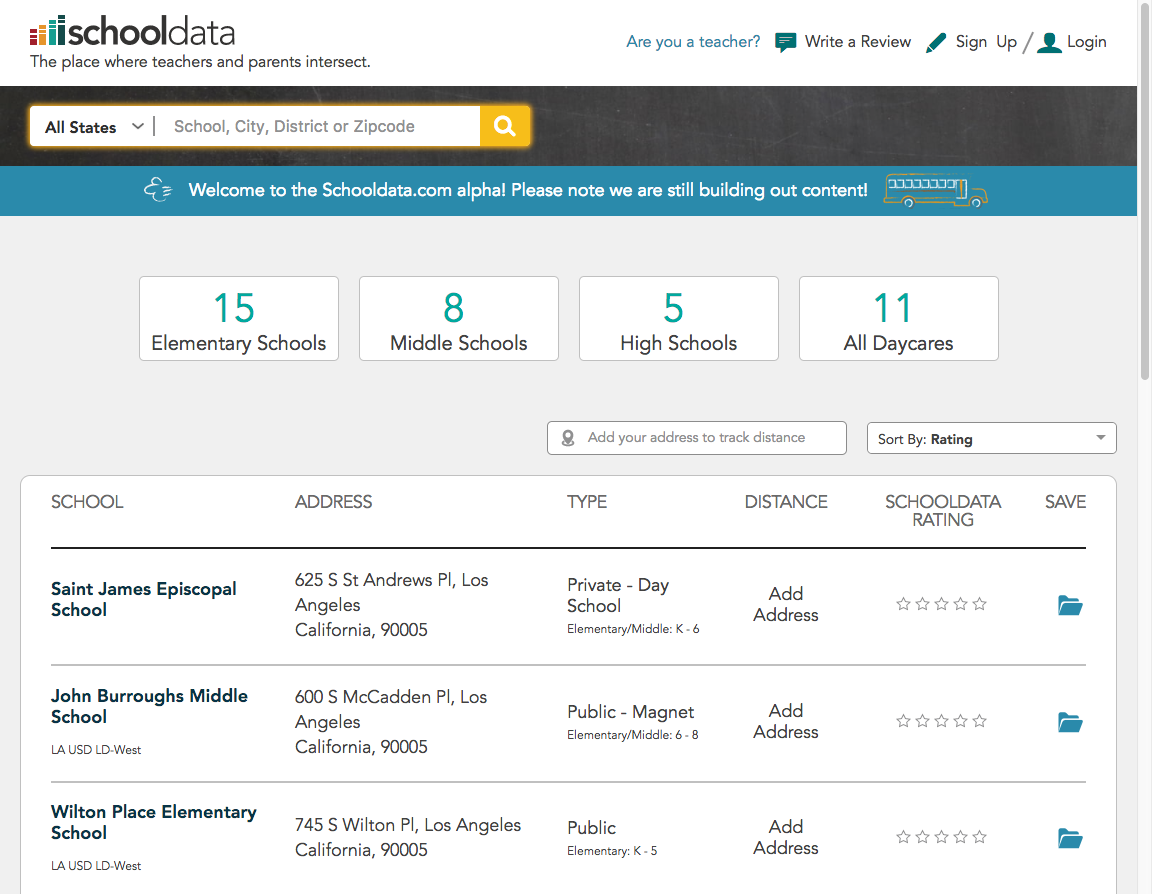 schooldata
The place where teachers and parents intersect.
Are you a teacher? Write a Review Sign Up / Login
All States School, City, District or Zipcode
Welcome to the Schooldata.com alpha! Please note we are still building out content!
15
Elementary Schools
8
Middle Schools
5
High Schools
11
All Daycares
Add your address to track distance
Sort By: Rating
SCHOOL ADDRESS TYPE DISTANCE SCHOOLDATA RATING SAVE
Saint James Episcopal
School
625 S St Andrews Pl, Los
Angeles
California, 90005
Private - Day
School
Elementary/Middle: K - 6
Add
Address
John Burroughs Middle
School
LA USD LD-West
600 S McCadden Pl, Los
Angeles
California, 90005
Public - Magnet
Elementary/Middle: 6 - 8
Add
Address
Wilton Place Elementary
School
LA USD LD-West
745 S Wilton Pl, Los Angeles
California, 90005
Public
Elementary: K - 5
Add
Address